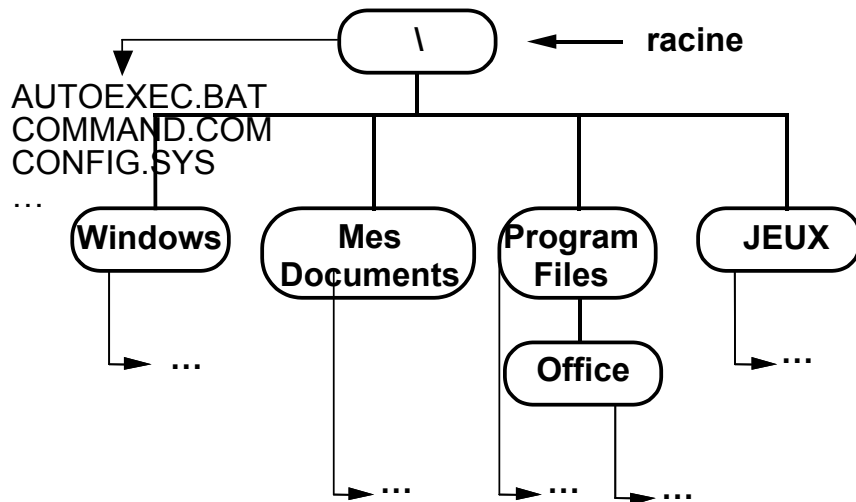 \
racine
AUTOEXEC.BAT
COMMAND.COM
CONFIG.SYS
…
Windows
Mes
Documents
Program
Files
JEUX
...
...
Office
...
...
...